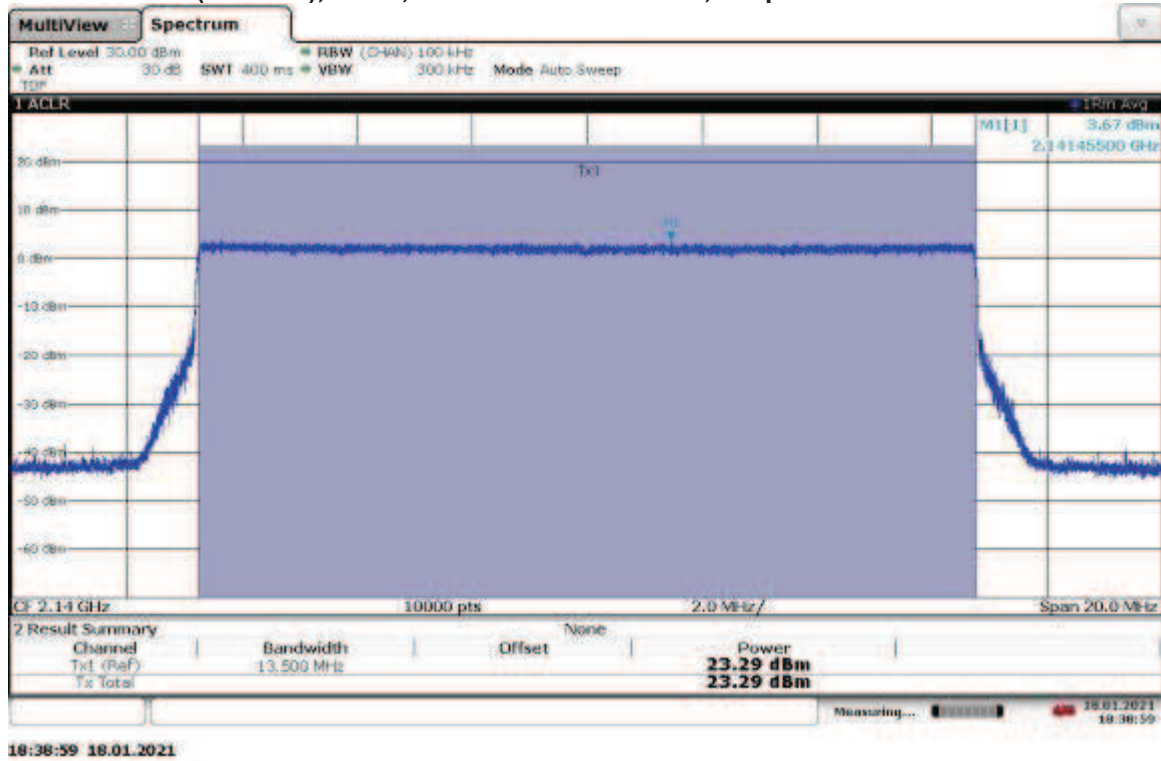 MultiView Spectrum
Ref Level 30.00 dBm RBW (CHAN) 100 kHz
Att 30 dB SWT 400 ms VBW 300 kHz Mode Auto Sweep
TDF
1 ACLR 1Rm Avg
M1[1] 3.67 dBm
2.14145500 GHz
20 dBm
Tx1
10 dBm
M1
0 dBm
-10 dBm
-20 dBm
-30 dBm
-40 dBm
-50 dBm
-60 dBm
CF 2.14 GHz 10000 pts 2.0 MHz/ Span 20.0 MHz
2 Result Summary None
Channel Bandwidth Offset Power
Tx1 (Ref) 13.500 MHz 23.29 dBm
Tx Total 23.29 dBm
Measuring... 18.01.2021
18:38:59
18:38:59 18.01.2021